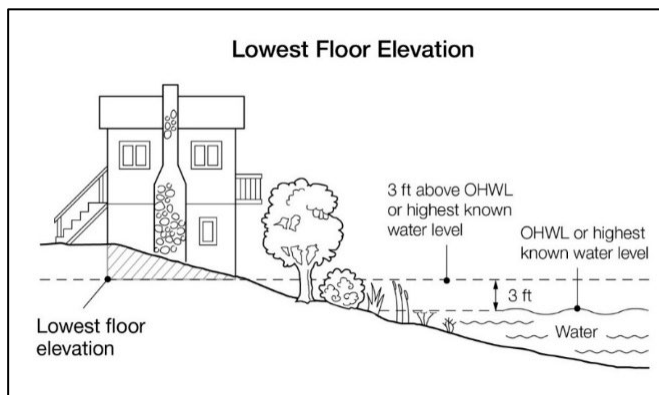 Lowest Floor Elevation
3 ft above OHWL
or highest known
water level
OHWL or highest
known water level
3 ft
Water
Lowest floor
elevation